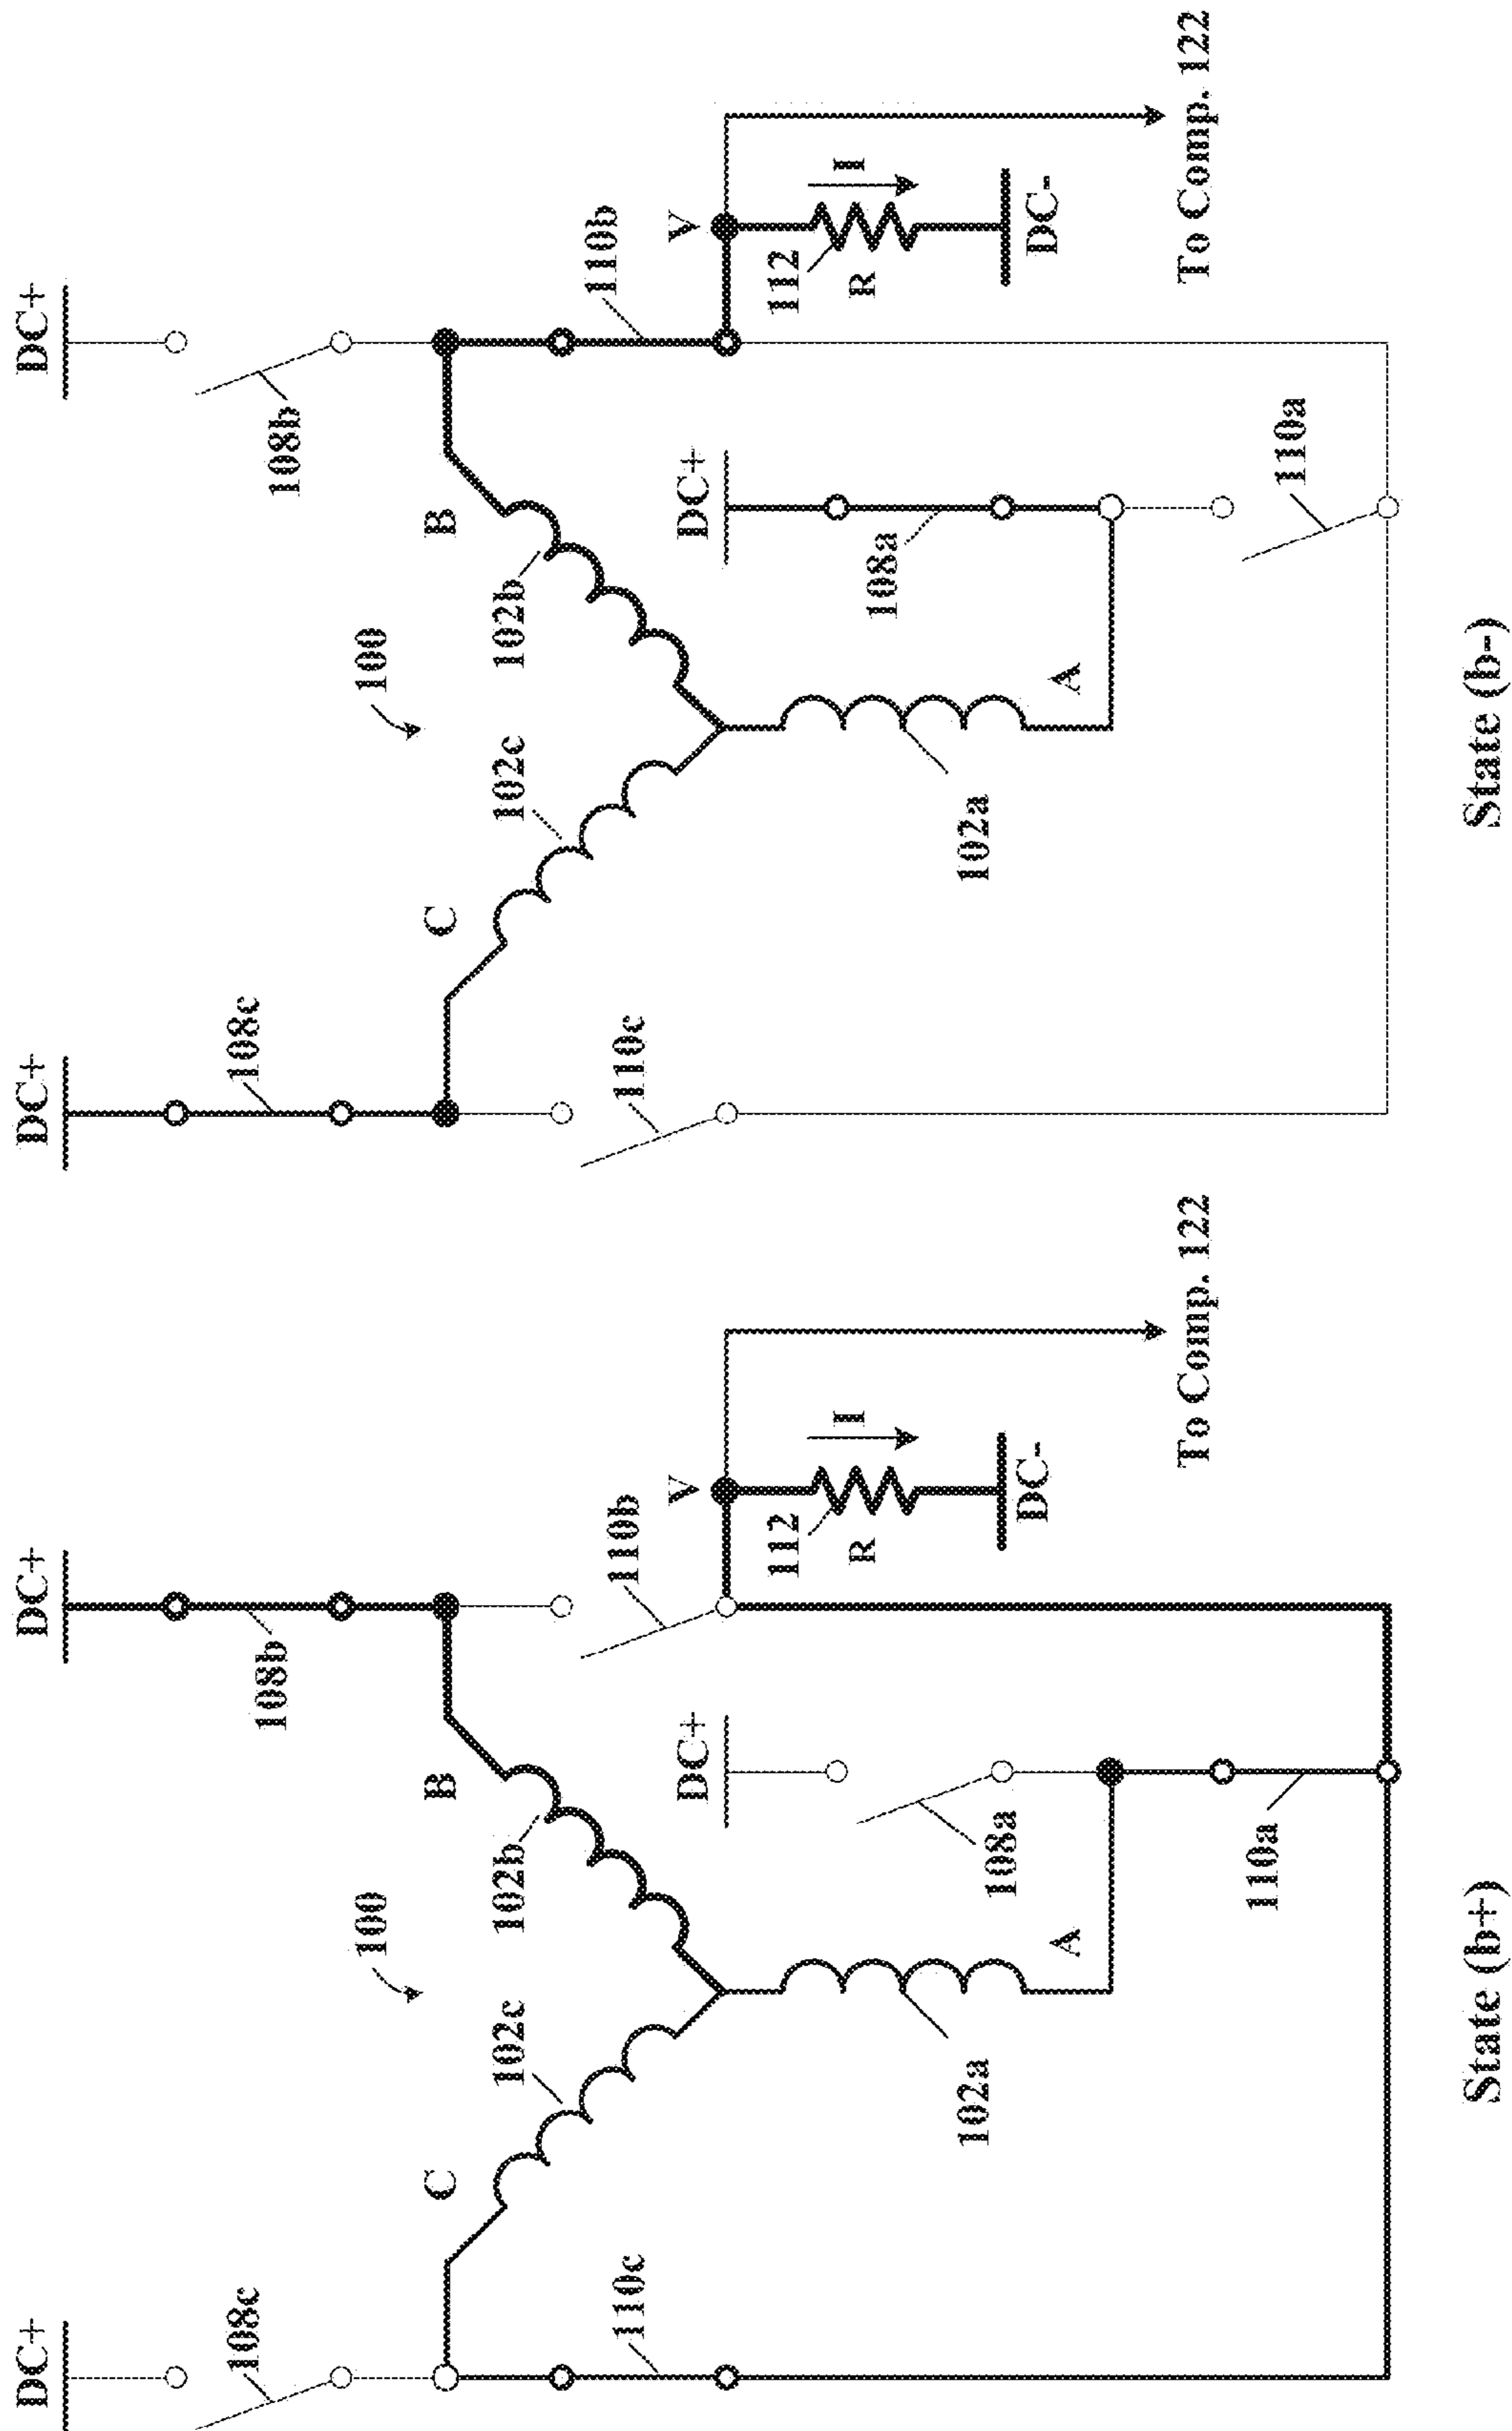 DC+
108c
C
110c
102c
100
102b
B
DC+
108b
110b
V
112
R
I
DC-
To Comp. 122
DC+
108a
A
102a
110a
State (b+)
DC+
108c
C
110c
102c
100
102b
B
DC+
108b
110b
V
112
R
I
DC-
To Comp. 122
DC+
108a
A
102a
110a
State (b-)